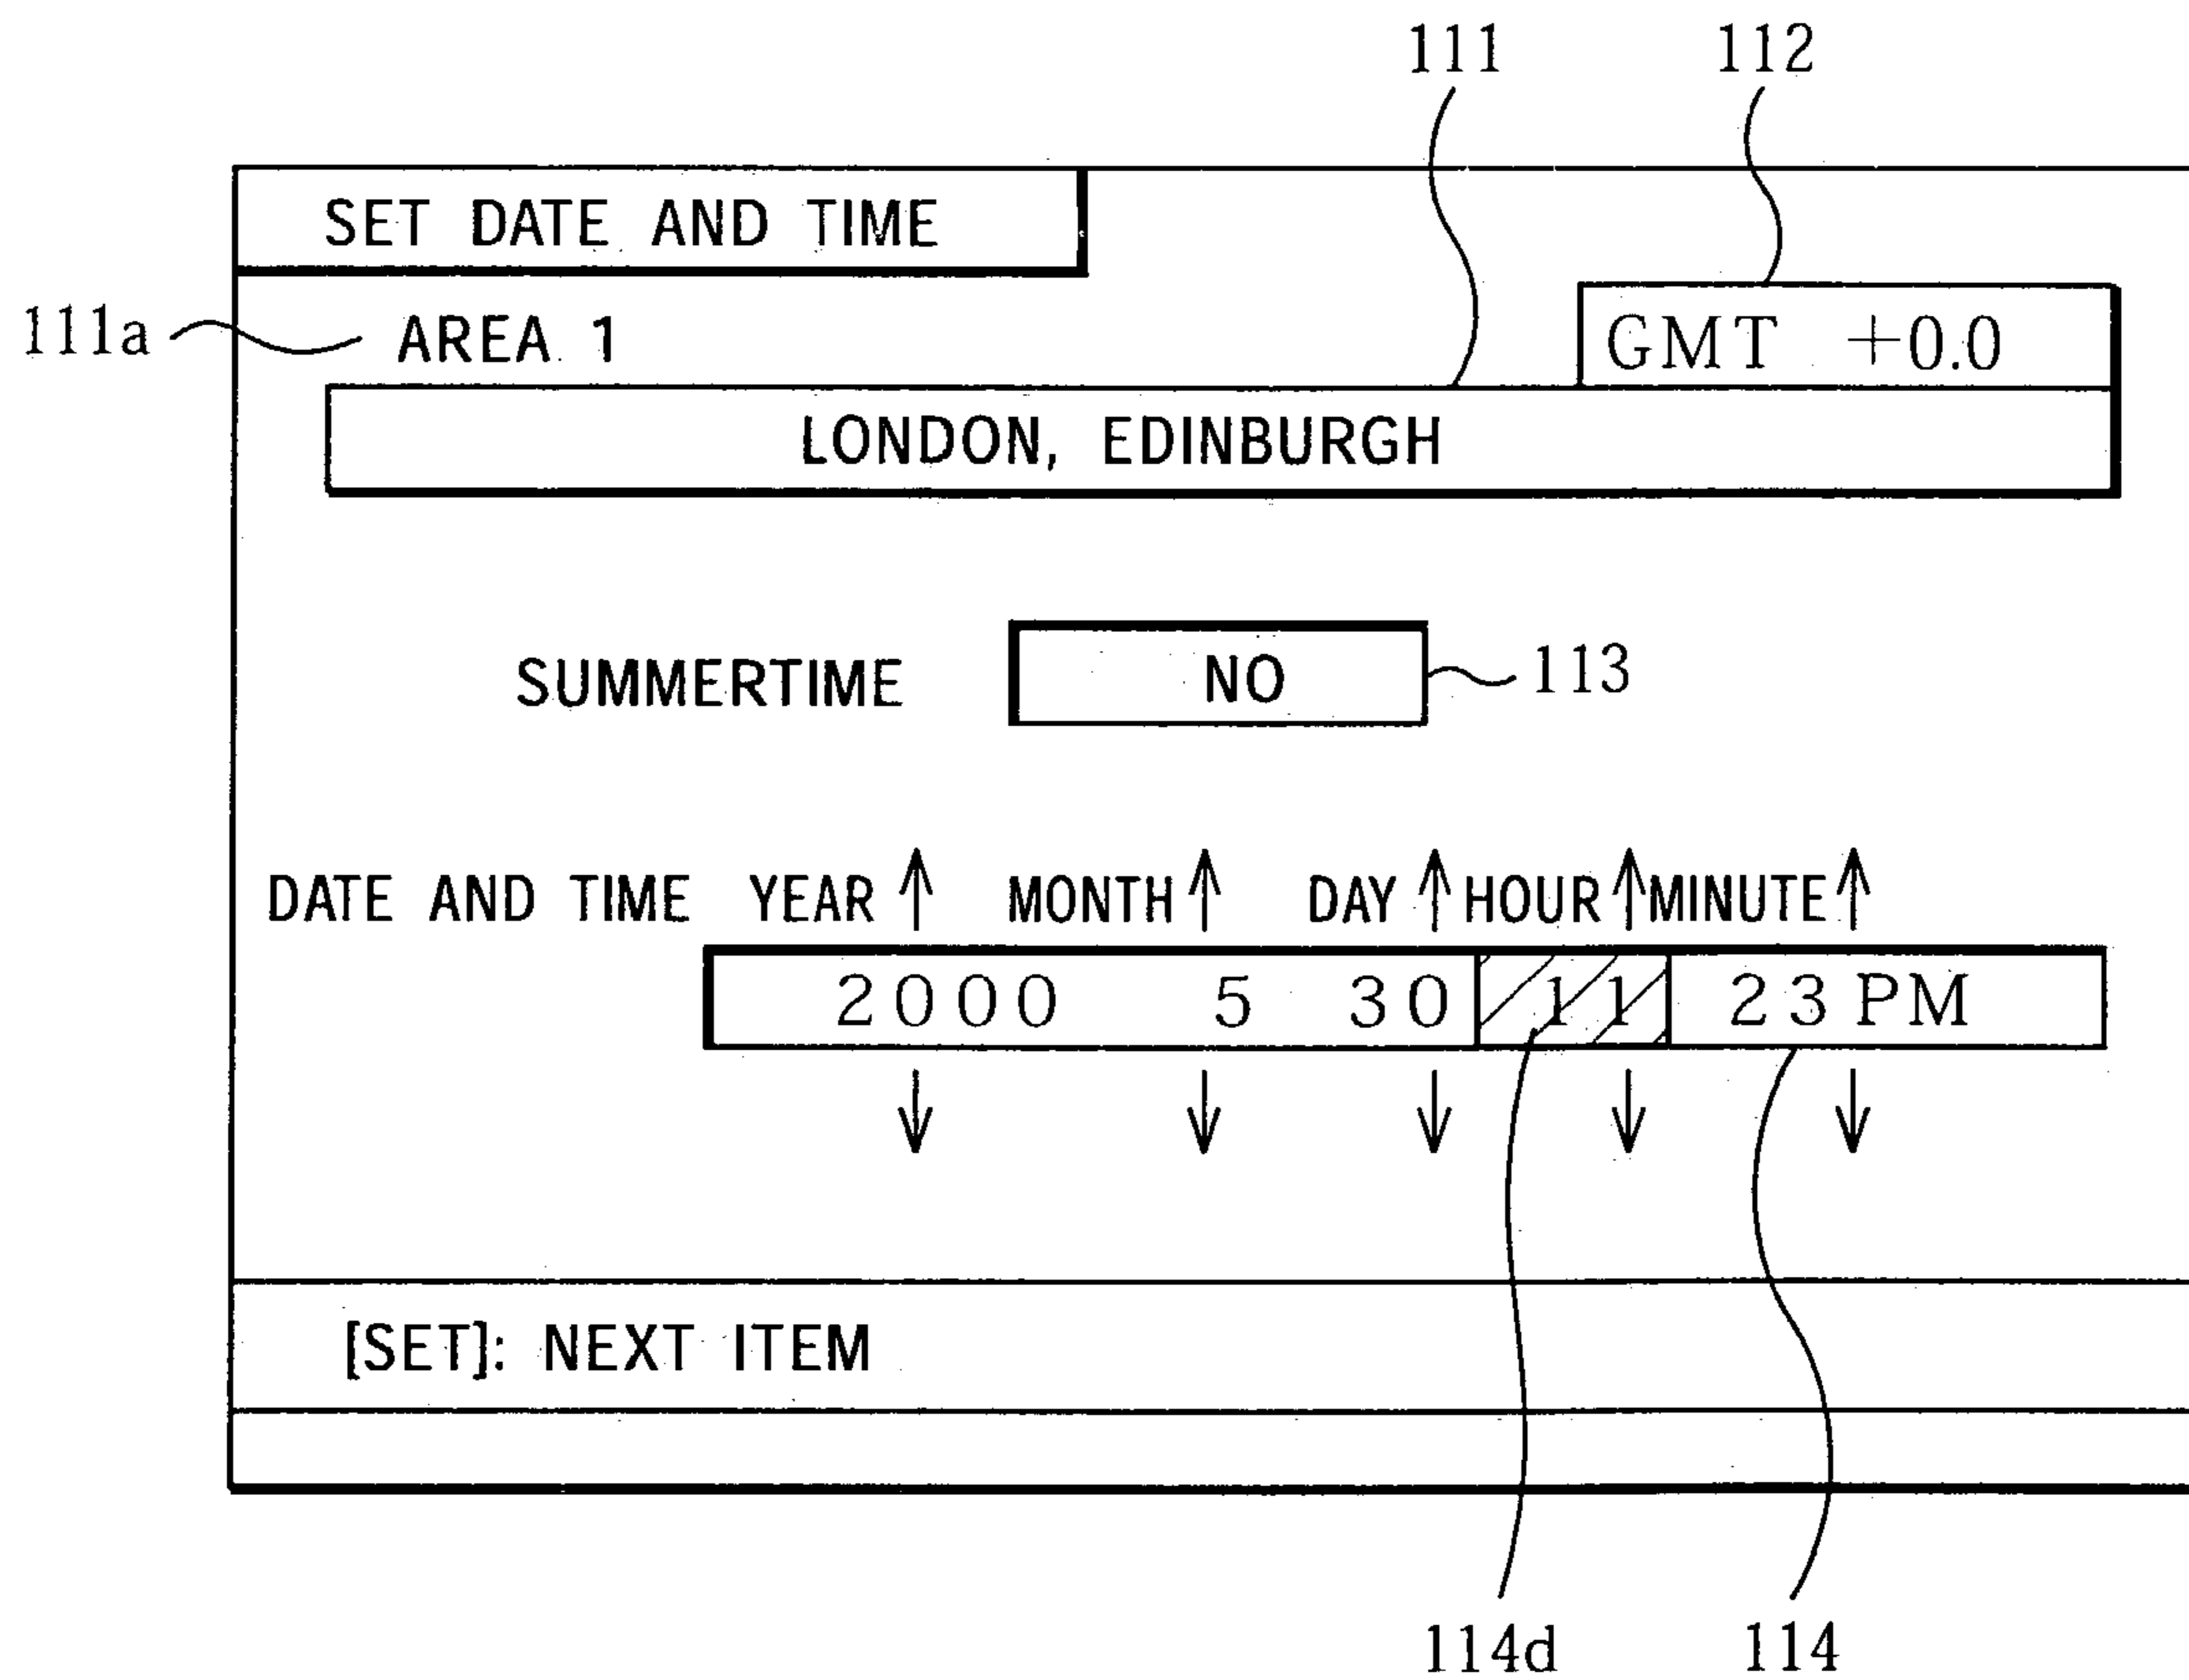 111 112
SET DATE AND TIME
111a AREA 1 GMT +0.0
LONDON, EDINBURGH
SUMMERTIME NO 113
DATE AND TIME YEAR ↑ MONTH ↑ DAY ↑ HOUR ↑ MINUTE ↑
2000 5 30 11 23 PM
↓ ↓ ↓ ↓ ↓
[SET]: NEXT ITEM
114d 114